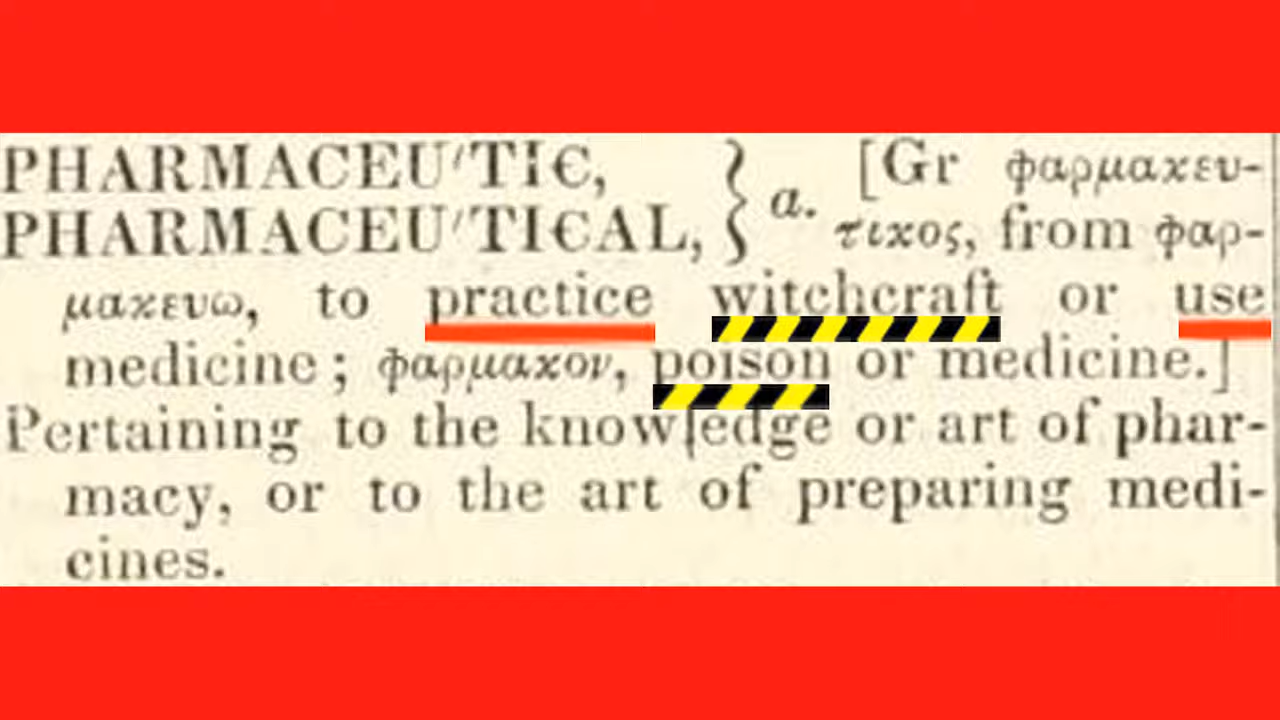 PHARMACEU'TIC, } a. [Gr φαρμακευ-
PHARMACEU'TICAL, } τικος, from φαρ-
μακευω, to practice witchcraft or use
medicine; φαρμακον, poison or medicine.]
Pertaining to the knowledge or art of phar-
macy, or to the art of preparing medi-
cines.